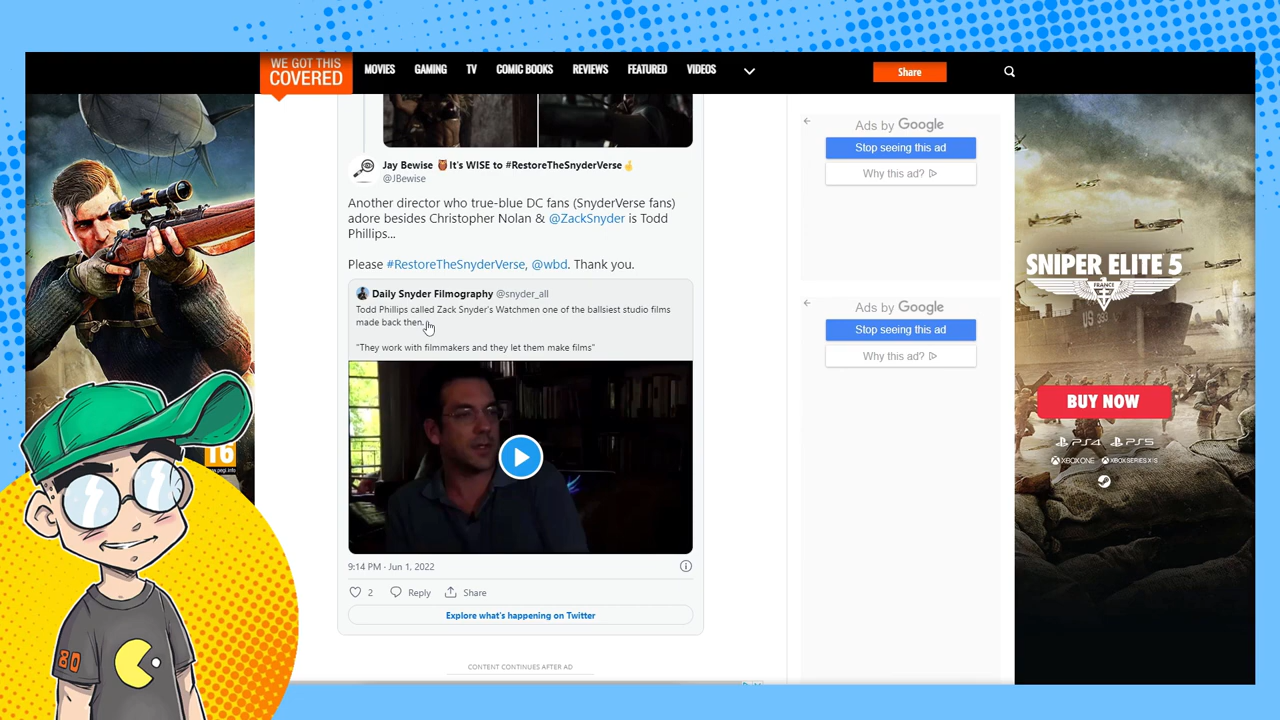 WE GOT THIS
COVERED
MOVIES
GAMING
TV
COMIC BOOKS
REVIEWS
FEATURED
VIDEOS
Share
Jay Bewise 🦉It's WISE to #RestoreTheSnyderVerse🤞
@JBewise
Another director who true-blue DC fans (SnyderVerse fans)
adore besides Christopher Nolan & @ZackSnyder is Todd
Phillips...
Please #RestoreTheSnyderVerse, @wbd. Thank you.
Daily Snyder Filmography @snyder_all
Todd Phillips called Zack Snyder's Watchmen one of the ballsiest studio films
made back then.
"They work with filmmakers and they let them make films"
9:14 PM · Jun 1, 2022
2
Reply
Share
Explore what's happening on Twitter
CONTENT CONTINUES AFTER AD
Ads by Google
Stop seeing this ad
Why this ad?
Ads by Google
Stop seeing this ad
Why this ad?
SNIPER ELITE 5
FRANCE
BUY NOW
PS4
PS5
XBOX ONE
XBOX SERIES X/S
16
www.pegi.info
80